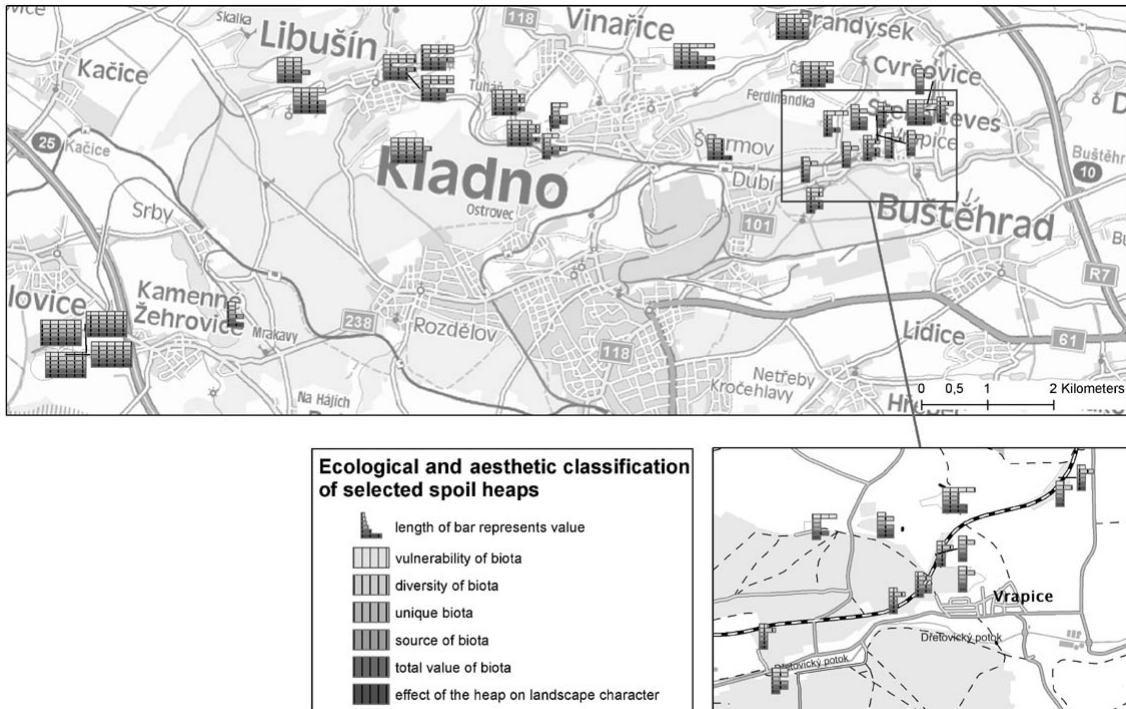 Skalka
Libušín
118
Vinařice
Brandýsek
Kačice
Cvrčovice
Tuháň
Ferdinandka
25
Kačice
Kladno
Dubí
Buštěhr
10
Srby
Ostrovec
101
Buštěhrad
R7
lovice
Kamenné
Žehrovice
Mrakavy
238
Rozdělov
118
Lidice
61
Netřeby
Kročehlavy
Na Hájích
0 0,5 1 2 Kilometers
Ecological and aesthetic classification
of selected spoil heaps
length of bar represents value
vulnerability of biota
diversity of biota
unique biota
source of biota
total value of biota
effect of the heap on landscape character
Vrapice
Dřetovický potok
Dřetovický potok